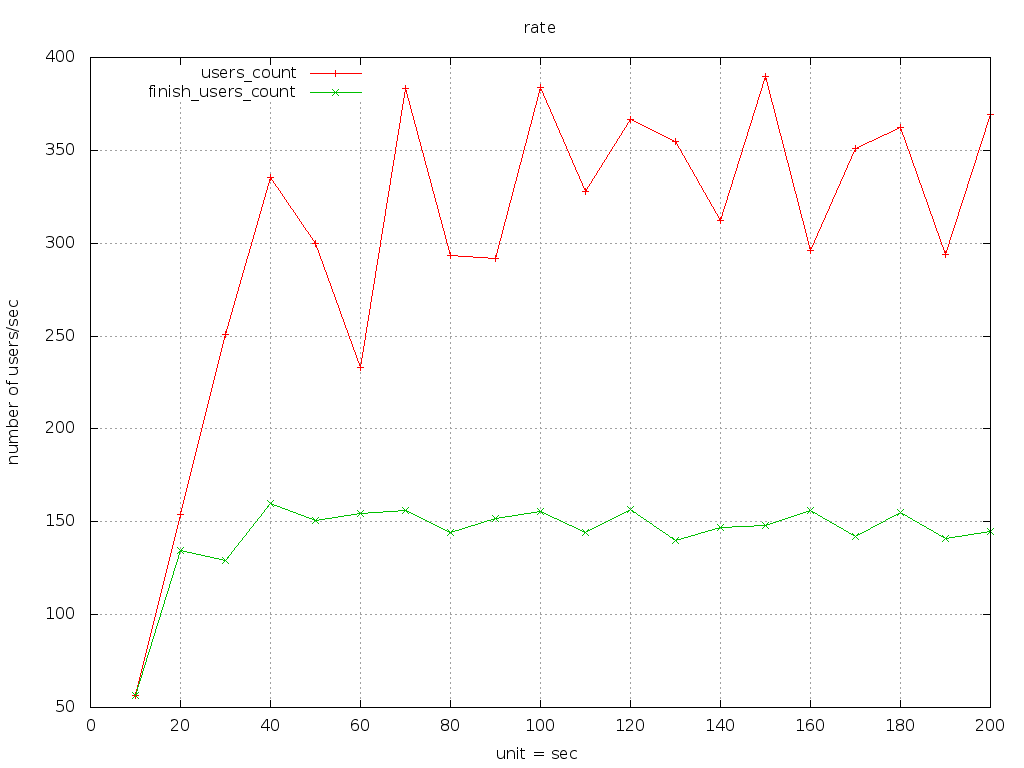 rate
users_count
finish_users_count
400
350
300
250
200
150
100
50
number of users/sec
0 20 40 60 80 100 120 140 160 180 200
unit = sec